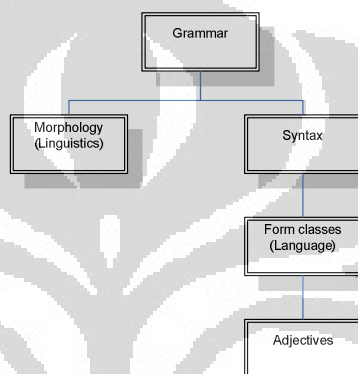 Grammar
Morphology
(Linguistics)
Syntax
Form classes
(Language)
Adjectives